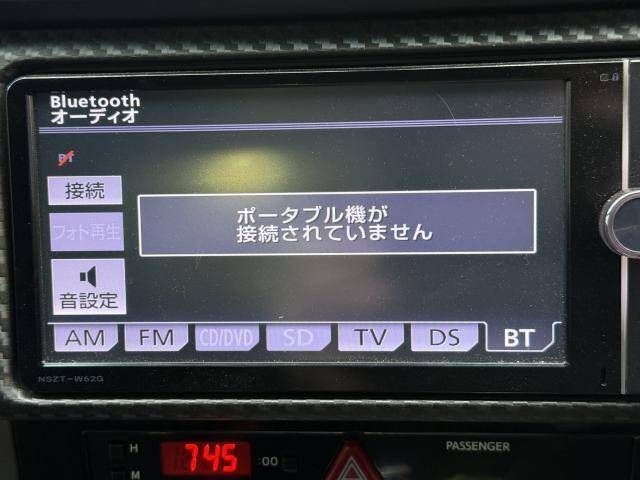 Bluetooth
オーディオ
BT
接続
フォト再生
音設定
ポータブル機が
接続されていません
AM FM CD/DVD SD TV DS BT
NSZT-W62G
H
745
:00
PASSENGER
M